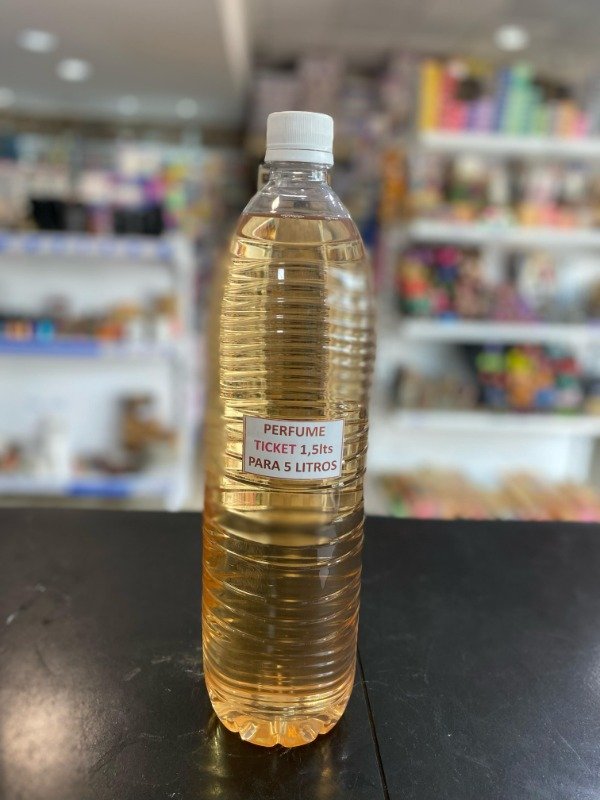 PERFUME
TICKET 1,5lts
PARA 5 LITROS